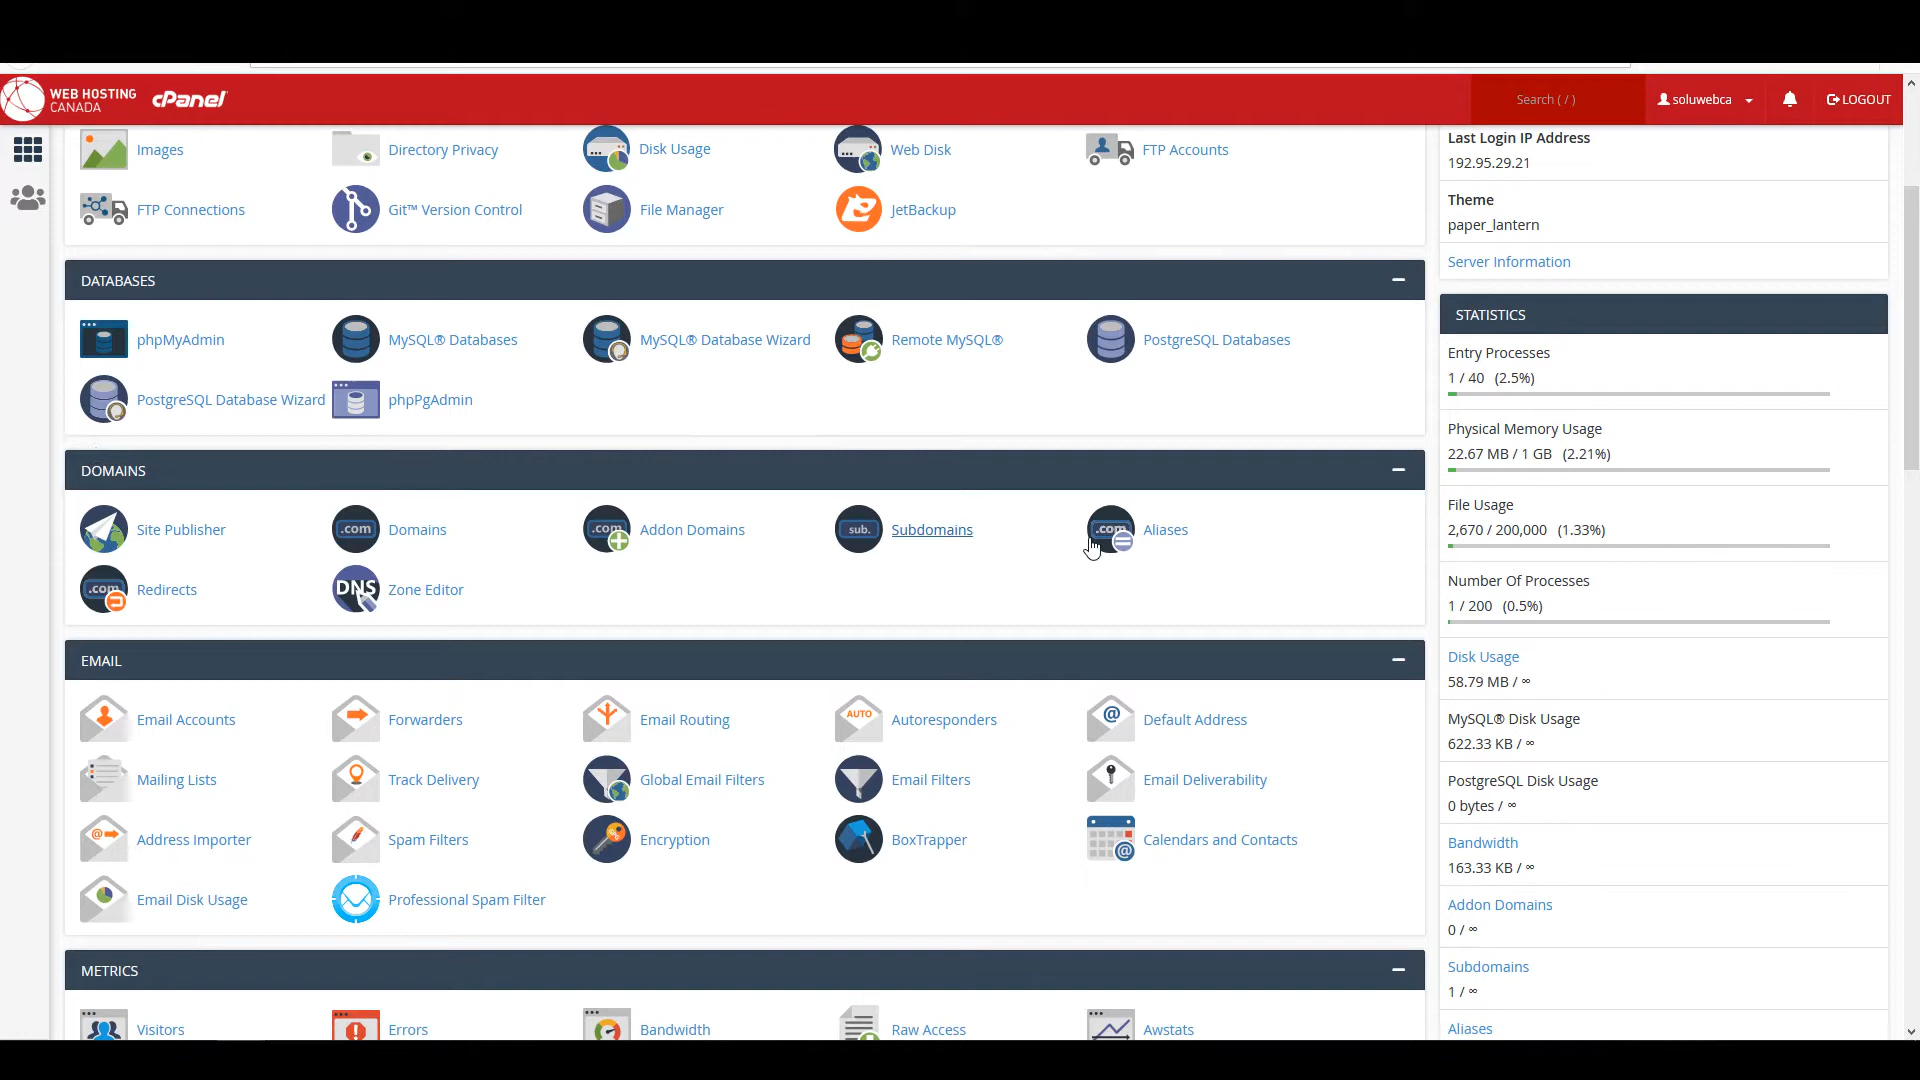 WEB HOSTING
CANADA
cPanel
Search ( / )
soluwebca
LOGOUT
Images
Directory Privacy
Disk Usage
Web Disk
FTP Accounts
FTP Connections
Git™ Version Control
File Manager
JetBackup
DATABASES
phpMyAdmin
MySQL® Databases
MySQL® Database Wizard
Remote MySQL®
PostgreSQL Databases
PostgreSQL Database Wizard
phpPgAdmin
DOMAINS
Site Publisher
.com
Domains
.com
Addon Domains
sub.
Subdomains
.com
Aliases
.com
Redirects
DNS
Zone Editor
EMAIL
Email Accounts
Forwarders
Email Routing
AUTO
Autoresponders
@
Default Address
Mailing Lists
Track Delivery
Global Email Filters
Email Filters
Email Deliverability
@
Address Importer
Spam Filters
Encryption
BoxTrapper
@
Calendars and Contacts
Email Disk Usage
Professional Spam Filter
METRICS
Visitors
Errors
Bandwidth
Raw Access
Awstats
Last Login IP Address
192.95.29.21
Theme
paper_lantern
Server Information
STATISTICS
Entry Processes
1 / 40 (2.5%)
Physical Memory Usage
22.67 MB / 1 GB (2.21%)
File Usage
2,670 / 200,000 (1.33%)
Number Of Processes
1 / 200 (0.5%)
Disk Usage
58.79 MB / ∞
MySQL® Disk Usage
622.33 KB / ∞
PostgreSQL Disk Usage
0 bytes / ∞
Bandwidth
163.33 KB / ∞
Addon Domains
0 / ∞
Subdomains
1 / ∞
Aliases